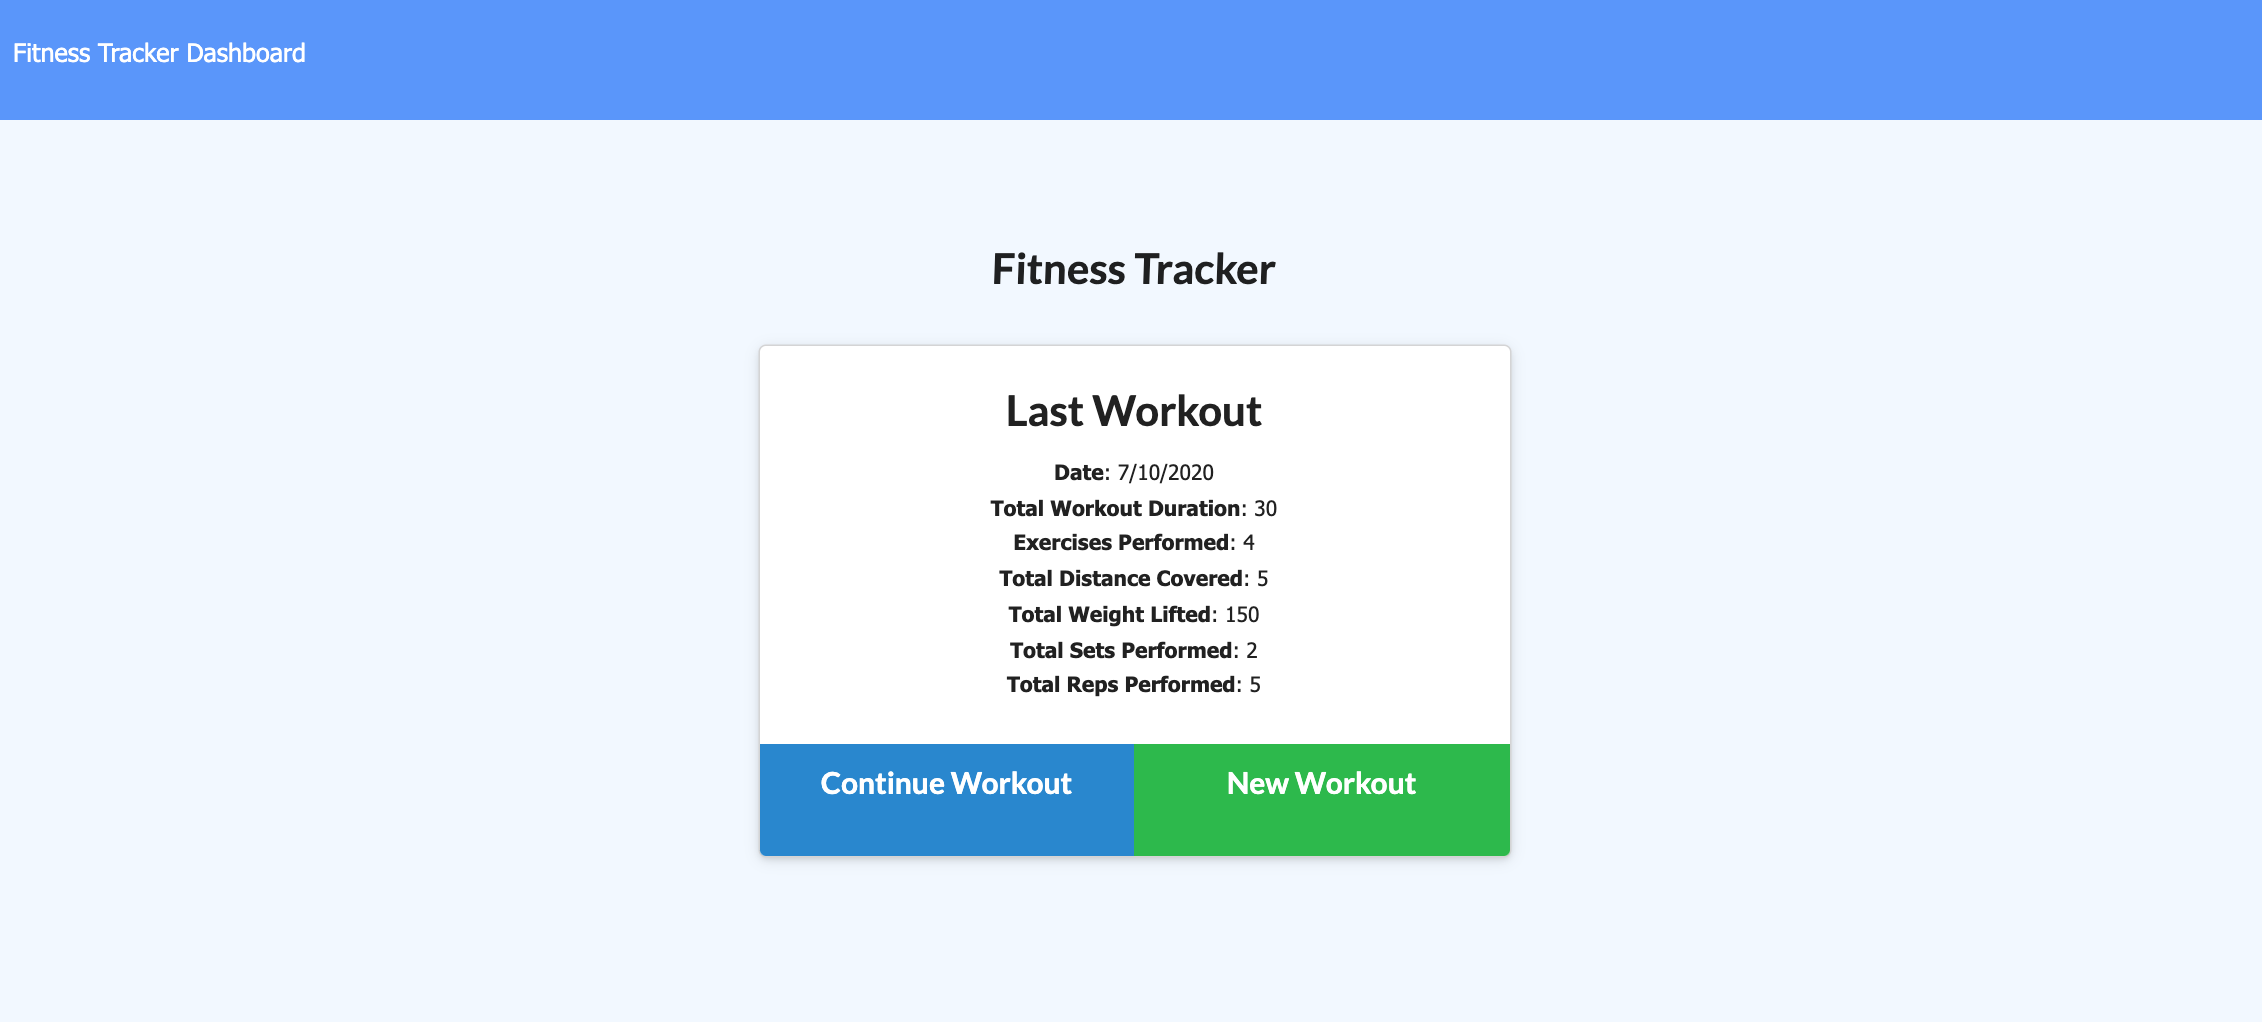 Fitness Tracker Dashboard
Fitness Tracker
Last Workout
Date: 7/10/2020
Total Workout Duration: 30
Exercises Performed: 4
Total Distance Covered: 5
Total Weight Lifted: 150
Total Sets Performed: 2
Total Reps Performed: 5
Continue Workout
New Workout